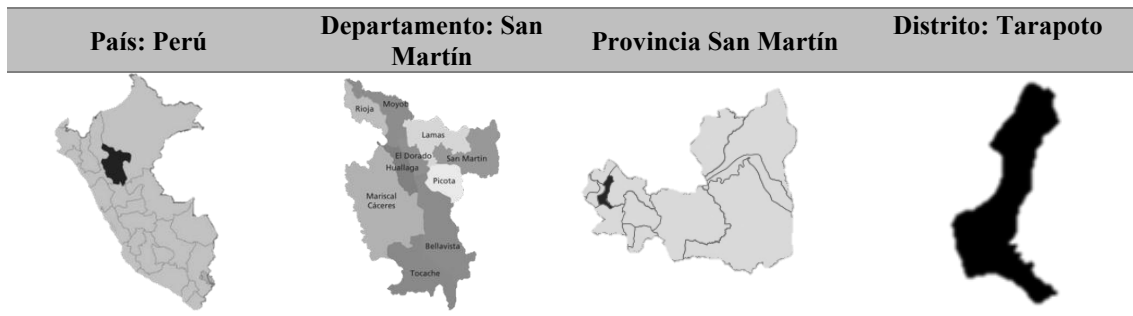 País: Perú
Departamento: San
Martín
Provincia San Martín
Distrito: Tarapoto
Rioja
Moyob
Lamas
El Dorado
San Martín
Huallaga
Picota
Mariscal
Cáceres
Bellavista
Tocache